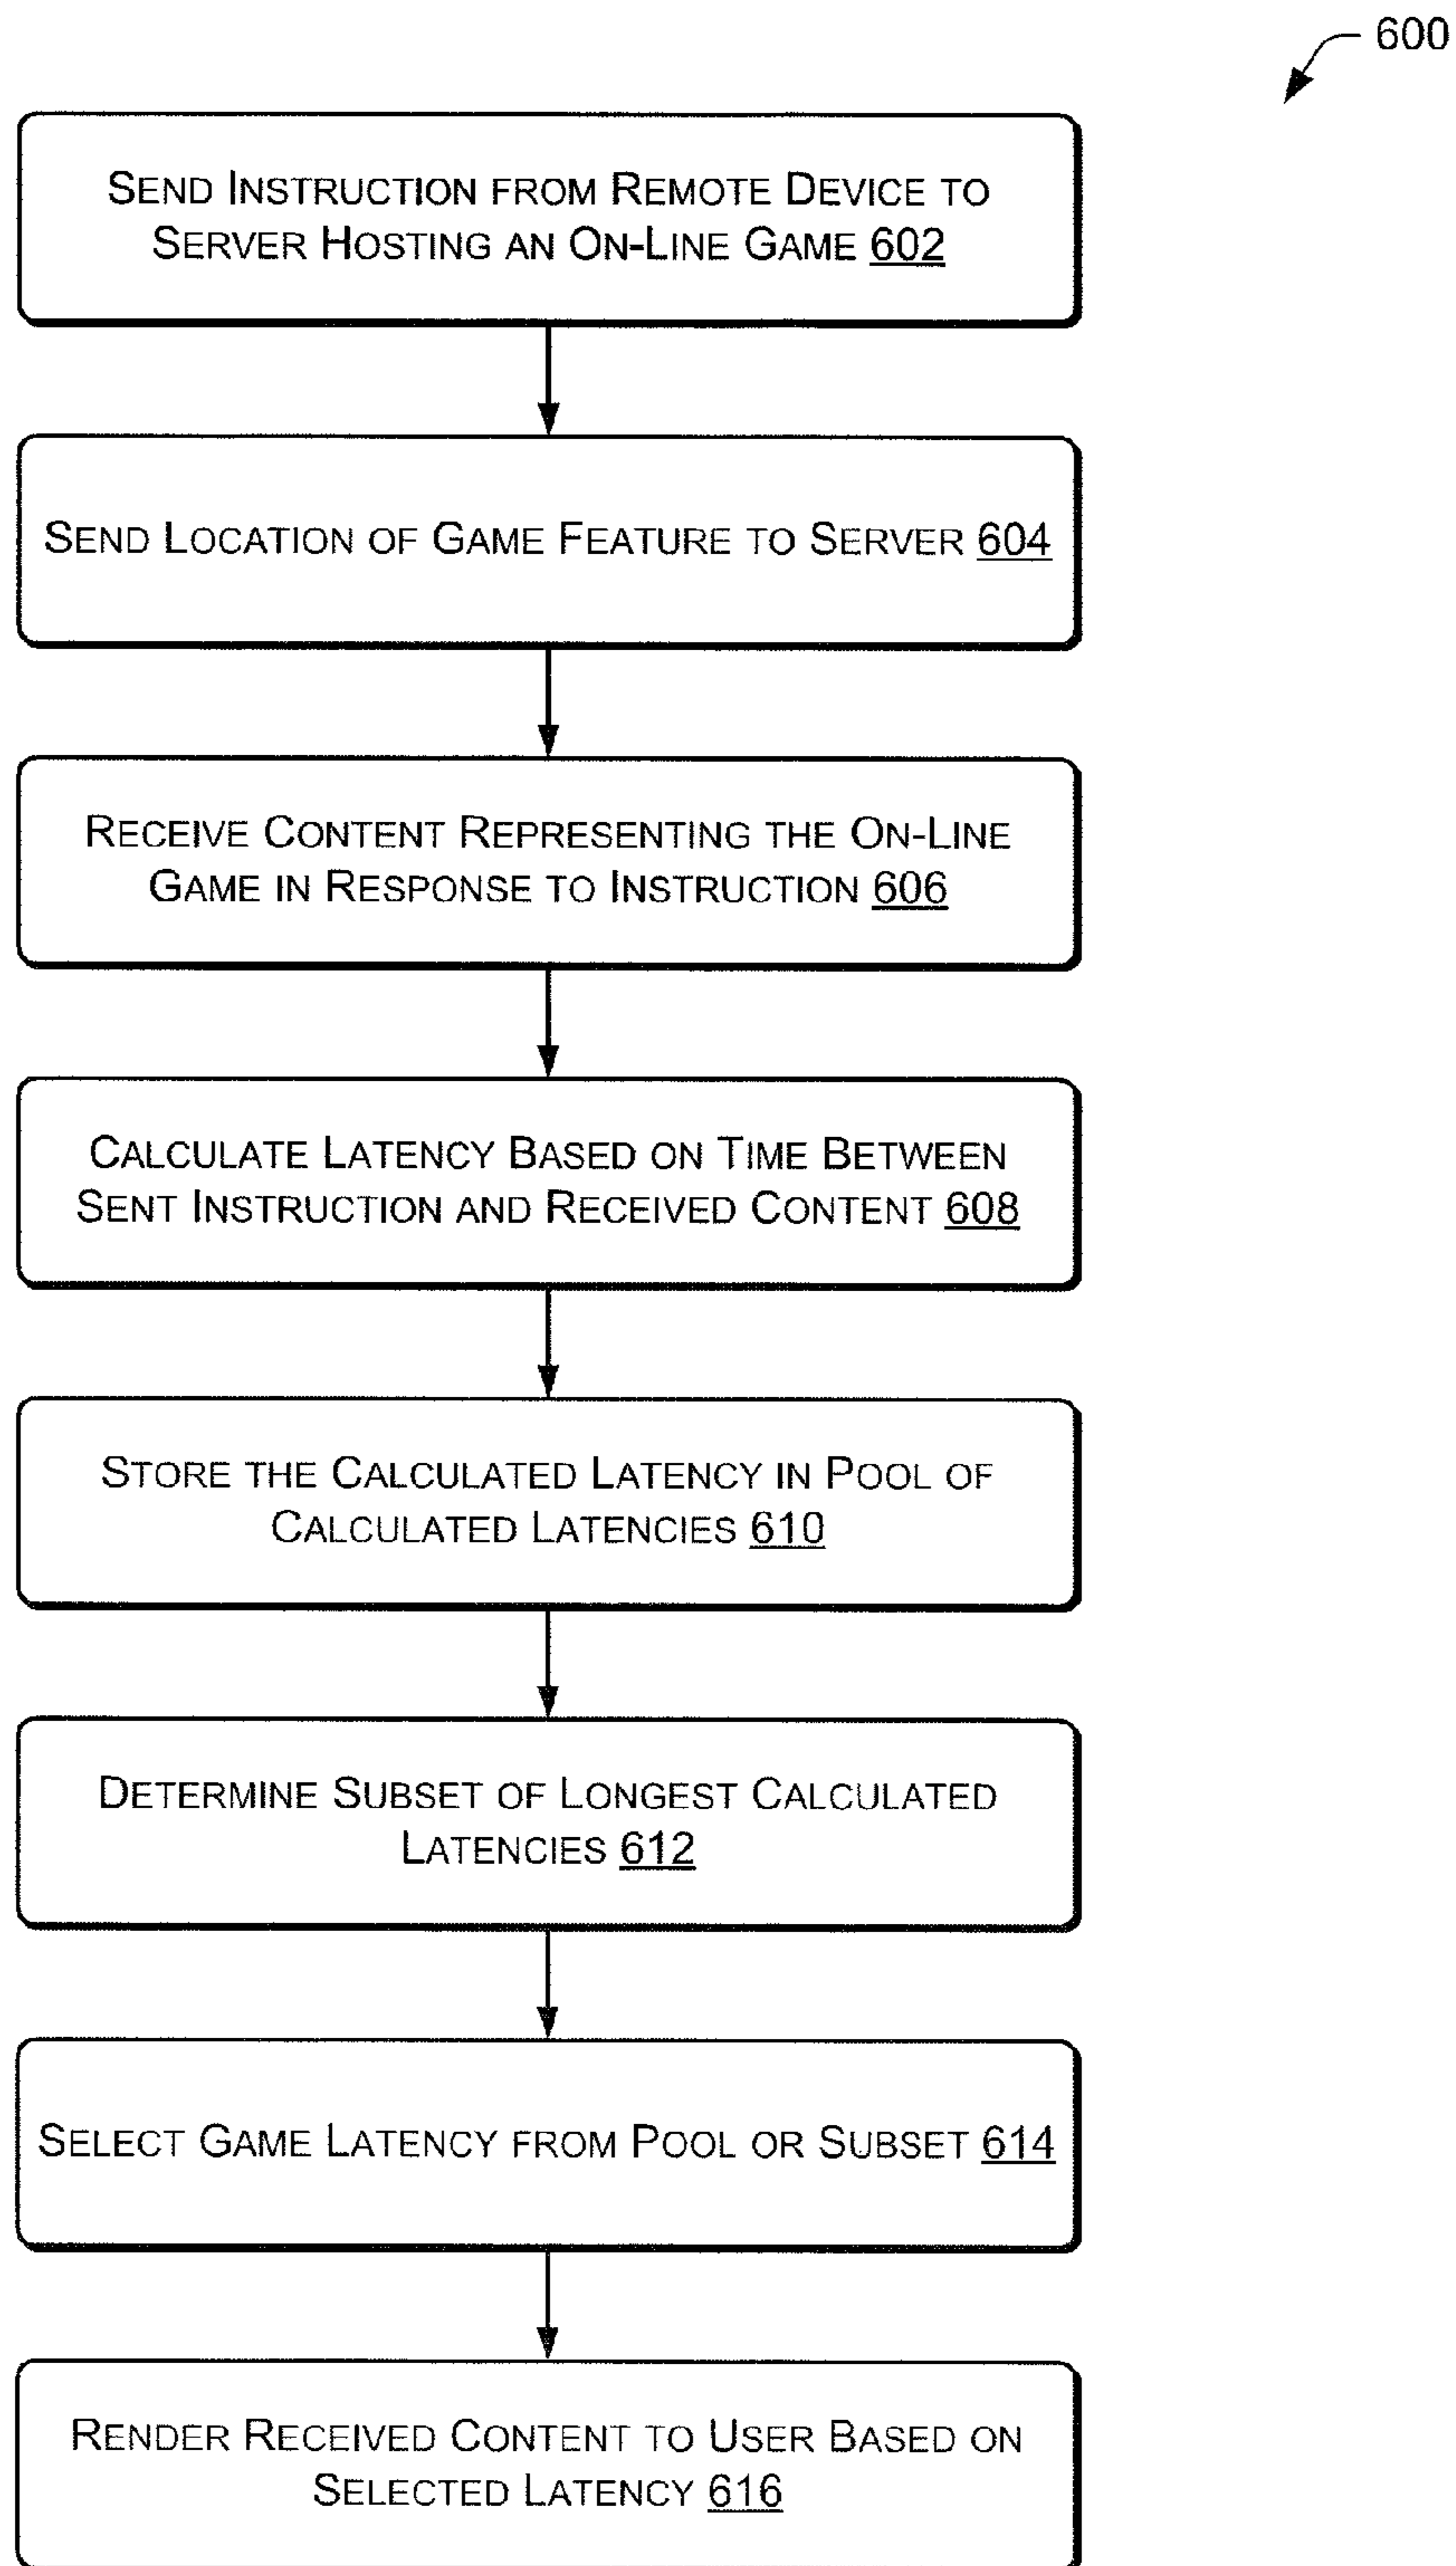 600
SEND INSTRUCTION FROM REMOTE DEVICE TO
SERVER HOSTING AN ON-LINE GAME 602
SEND LOCATION OF GAME FEATURE TO SERVER 604
RECEIVE CONTENT REPRESENTING THE ON-LINE
GAME IN RESPONSE TO INSTRUCTION 606
CALCULATE LATENCY BASED ON TIME BETWEEN
SENT INSTRUCTION AND RECEIVED CONTENT 608
STORE THE CALCULATED LATENCY IN POOL OF
CALCULATED LATENCIES 610
DETERMINE SUBSET OF LONGEST CALCULATED
LATENCIES 612
SELECT GAME LATENCY FROM POOL OR SUBSET 614
RENDER RECEIVED CONTENT TO USER BASED ON
SELECTED LATENCY 616